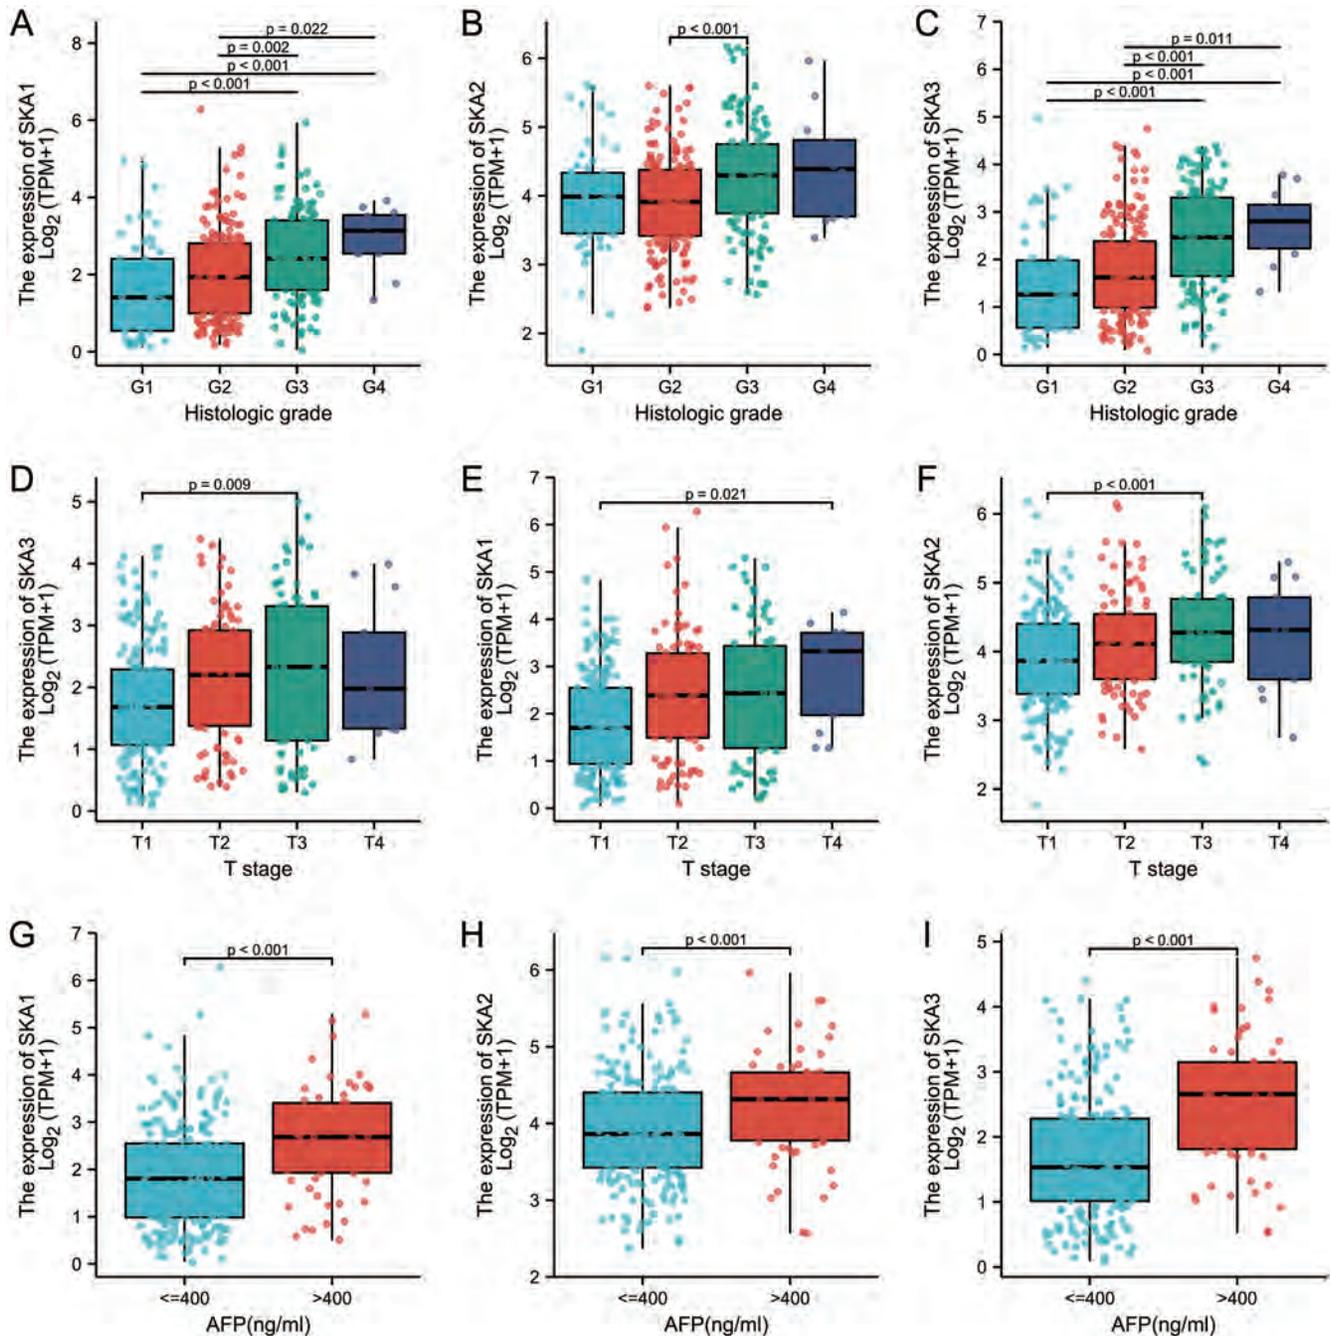 A
The expression of SKA1
Log2 (TPM+1)
8
6
4
2
0
p = 0.022
p = 0.002
p < 0.001
p < 0.001
G1 G2 G3 G4
Histologic grade
B
The expression of SKA2
Log2 (TPM+1)
6
5
4
3
2
p < 0.001
G1 G2 G3 G4
Histologic grade
C
The expression of SKA3
Log2 (TPM+1)
7
6
5
4
3
2
1
0
p = 0.011
p < 0.001
p < 0.001
p < 0.001
G1 G2 G3 G4
Histologic grade
D
The expression of SKA3
Log2 (TPM+1)
5
4
3
2
1
0
p = 0.009
T1 T2 T3 T4
T stage
E
The expression of SKA1
Log2 (TPM+1)
7
6
5
4
3
2
1
0
p = 0.021
T1 T2 T3 T4
T stage
F
The expression of SKA2
Log2 (TPM+1)
6
5
4
3
2
p < 0.001
T1 T2 T3 T4
T stage
G
The expression of SKA1
Log2 (TPM+1)
7
6
5
4
3
2
1
0
p < 0.001
<=400 >400
AFP(ng/ml)
H
The expression of SKA2
Log2 (TPM+1)
6
5
4
3
2
p < 0.001
<=400 >400
AFP(ng/ml)
I
The expression of SKA3
Log2 (TPM+1)
5
4
3
2
1
0
p < 0.001
<=400 >400
AFP(ng/ml)